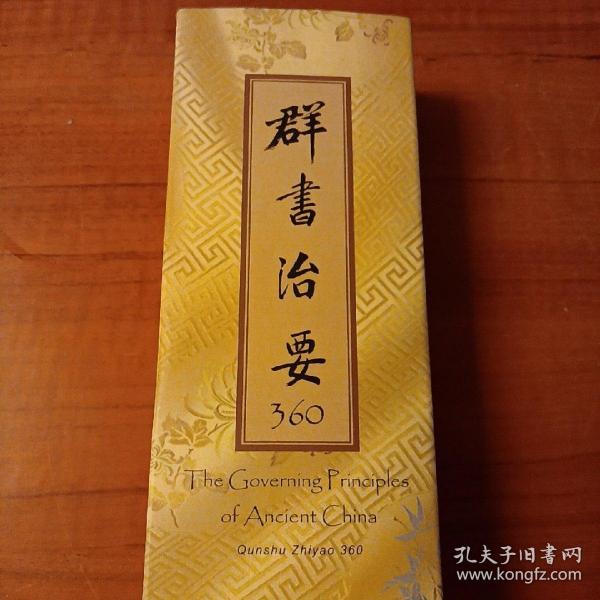 群書治要
360
The Governing Principles
of Ancient China
Qunshu Zhiyao 360
孔夫子旧書网
www.kongfz.com